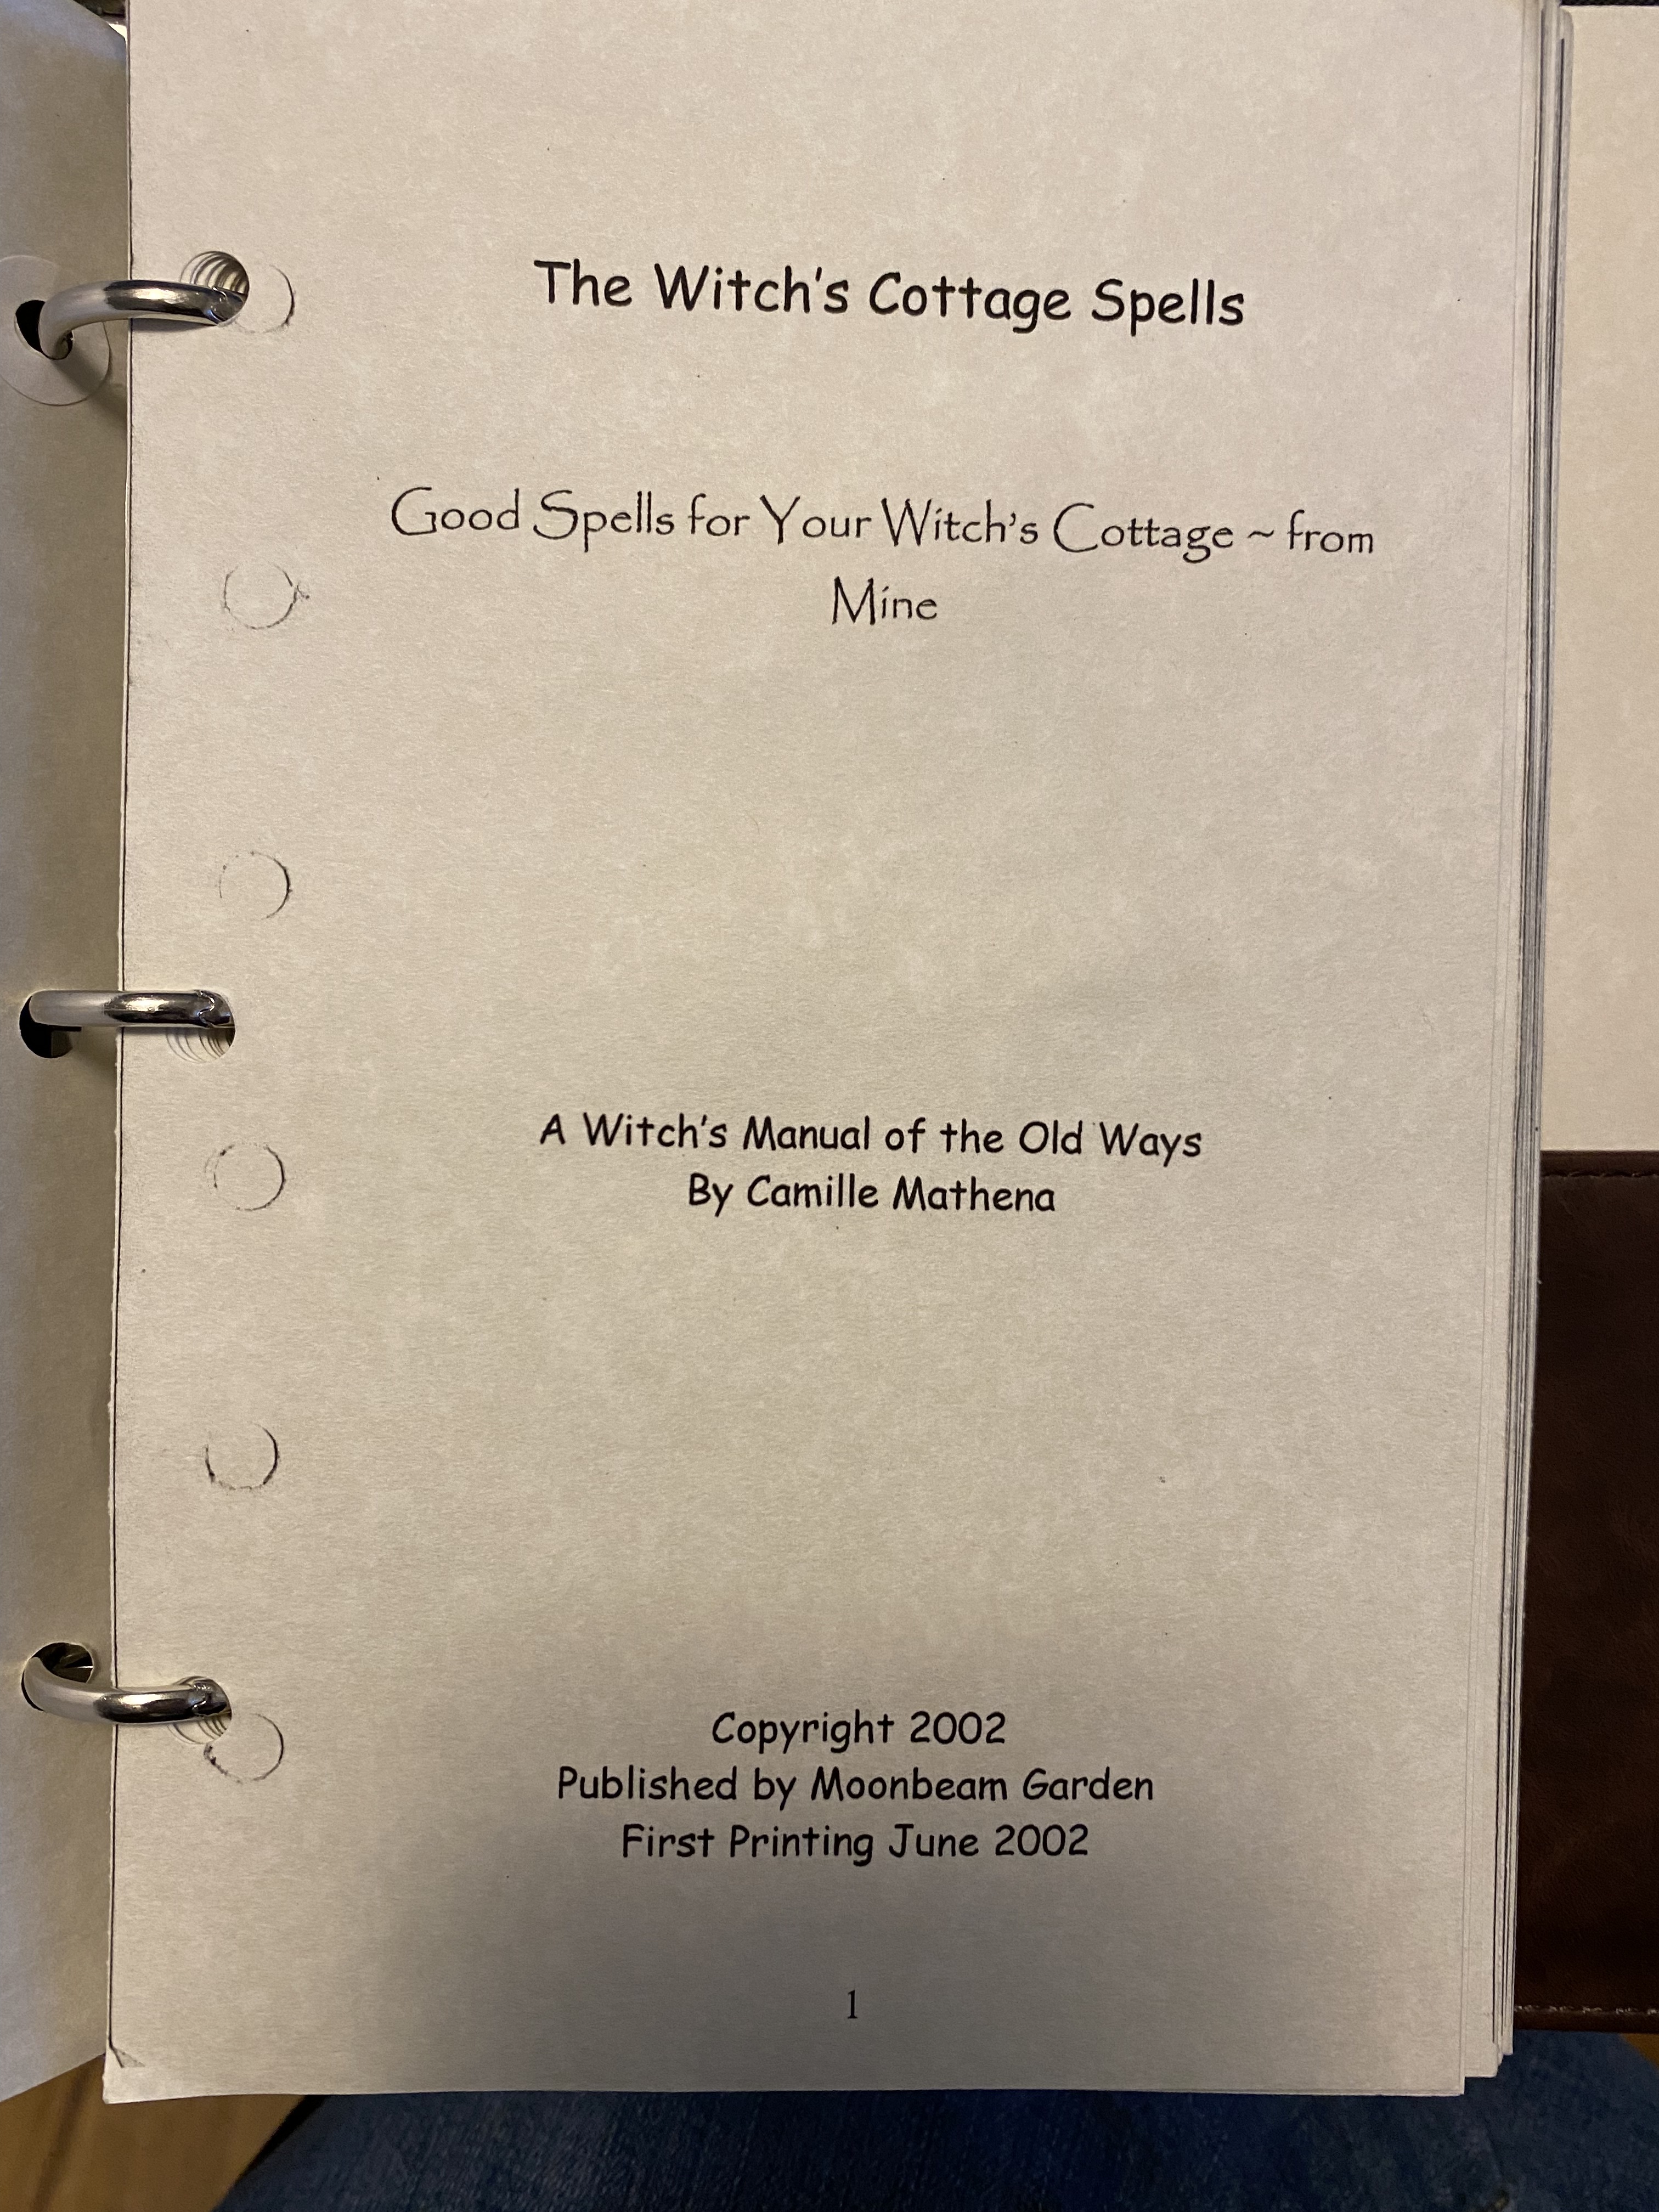 The Witch's Cottage Spells
Good Spells for Your Witch's Cottage ~ from
Mine
A Witch's Manual of the Old Ways
By Camille Mathena
Copyright 2002
Published by Moonbeam Garden
First Printing June 2002
1